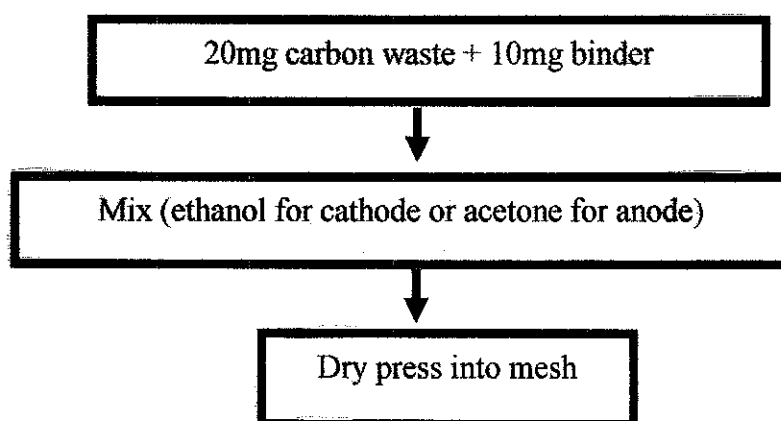 20mg carbon waste + 10mg binder
Mix (ethanol for cathode or acetone for anode)
Dry press into mesh